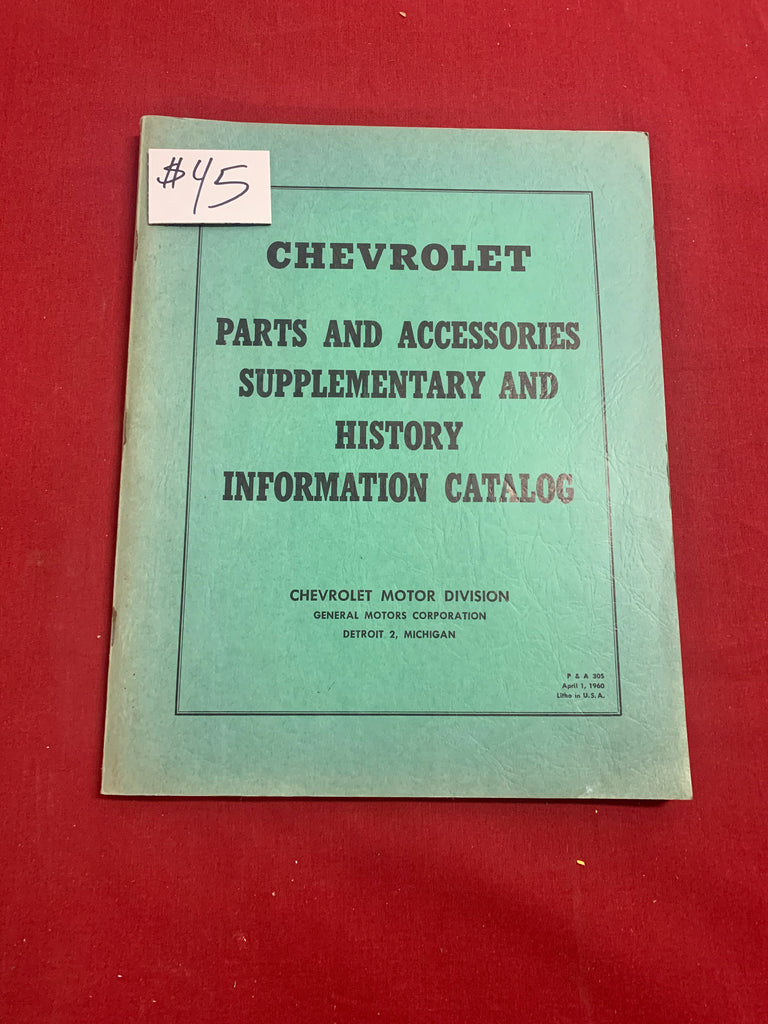 $45
CHEVROLET
PARTS AND ACCESSORIES
SUPPLEMENTARY AND
HISTORY
INFORMATION CATALOG
CHEVROLET MOTOR DIVISION
GENERAL MOTORS CORPORATION
DETROIT 2, MICHIGAN
P & A 305
April 1, 1960
Litho in U.S.A.